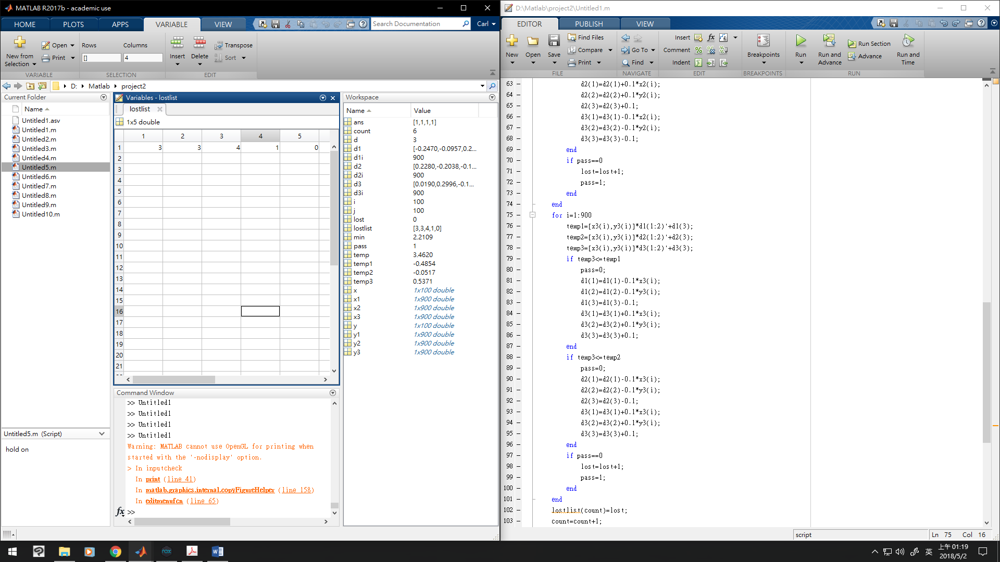 MATLAB R2017b - academic use
HOME PLOTS APPS VARIABLE VIEW
Search Documentation
Carl
New from Selection
Open
Print
Rows
[]
Columns
4
Insert
Delete
Transpose
Sort
VARIABLE SELECTION EDIT
D: Matlab project2
Current Folder
Name
Untitled1.asv
Untitled1.m
Untitled2.m
Untitled3.m
Untitled4.m
Untitled5.m
Untitled6.m
Untitled7.m
Untitled8.m
Untitled9.m
Untitled10.m
Untitled5.m (Script)
hold on
Variables - lostlist
lostlist
1x5 double
1 2 3 4 5
1 3 3 4 1 0
2
3
4
5
6
7
8
9
10
11
12
13
14
15
16
17
18
19
20
21
Command Window
>> Untitled1
>> Untitled1
>> Untitled1
>> Untitled1
Warning: MATLAB cannot use OpenGL for printing when
started with the '-nodisplay' option.
> In inputcheck
In print (line 41)
In matlab.graphics.internal.copyFigureHelper (line 158)
In editmenufcn (line 65)
fx >>
Workspace
Name Value
ans [1,1,1,1]
count 6
d 3
d1 [-0.2470,-0.0957,0.2...
d1i 900
d2 [0.2280,-0.2038,-0.1...
d2i 900
d3 [0.0190,0.2996,-0.1...
d3i 900
i 100
j 100
lost 0
lostlist [3,3,4,1,0]
min 2.2109
pass 1
temp 3.4620
temp1 -0.4854
temp2 -0.0517
temp3 0.5371
x 1x100 double
x1 1x900 double
x2 1x900 double
x3 1x900 double
y 1x100 double
y1 1x900 double
y2 1x900 double
y3 1x900 double
D:\Matlab\project2\Untitled1.m
EDITOR PUBLISH VIEW
New
Open
Save
Find Files
Compare
Print
Go To
Find
Insert
fx
Comment
Indent
Breakpoints
Run
Run and Advance
Run Section
Advance
Run and Time
FILE NAVIGATE EDIT BREAKPOINTS RUN
63 d2(1)=d2(1)+0.1*x2(i);
64 d2(2)=d2(2)+0.1*y2(i);
65 d2(3)=d2(3)+0.1;
66 d3(1)=d3(1)-0.1*x2(i);
67 d3(2)=d3(2)-0.1*y2(i);
68 d3(3)=d3(3)-0.1;
69 end
70 if pass==0
71 lost=lost+1;
72 pass=1;
73 end
74 end
75 for i=1:900
76 temp1=[x3(i),y3(i)]*d1(1:2)'+d1(3);
77 temp2=[x3(i),y3(i)]*d2(1:2)'+d2(3);
78 temp3=[x3(i),y3(i)]*d3(1:2)'+d3(3);
79 if temp3<=temp1
80 pass=0;
81 d1(1)=d1(1)-0.1*x3(i);
82 d1(2)=d1(2)-0.1*y3(i);
83 d1(3)=d1(3)-0.1;
84 d3(1)=d3(1)+0.1*x3(i);
85 d3(2)=d3(2)+0.1*y3(i);
86 d3(3)=d3(3)+0.1;
87 end
88 if temp3<=temp2
89 pass=0;
90 d2(1)=d2(1)-0.1*x3(i);
91 d2(2)=d2(2)-0.1*y3(i);
92 d2(3)=d2(3)-0.1;
93 d3(1)=d3(1)+0.1*x3(i);
94 d3(2)=d3(2)+0.1*y3(i);
95 d3(3)=d3(3)+0.1;
96 end
97 if pass==0
98 lost=lost+1;
99 pass=1;
100 end
101 end
102 lostlist(count)=lost;
103 count=count+1;
script
Ln 75 Col 16
英
上午 01:19
2018/5/2